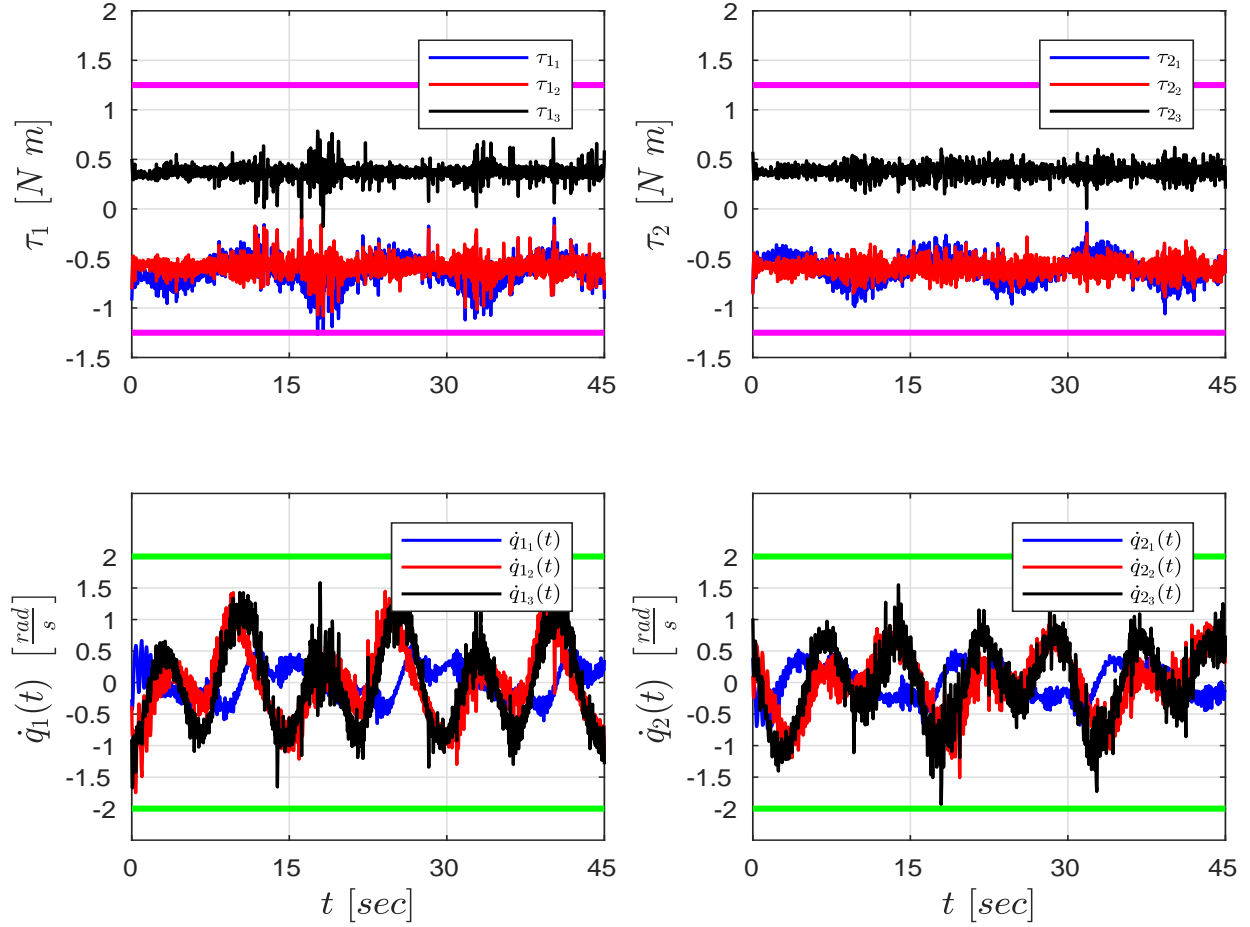 2
1.5
1
0.5
0
-0.5
-1
-1.5
τ₁ [N m]
0 15 30 45
τ₁₁
τ₁₂
τ₁₃
2
1.5
1
0.5
0
-0.5
-1
-1.5
τ₂ [N m]
0 15 30 45
τ₂₁
τ₂₂
τ₂₃
2
1.5
1
0.5
0
-0.5
-1
-1.5
-2
q̇₁(t) [rad/s]
0 15 30 45
t [sec]
q̇₁₁(t)
q̇₁₂(t)
q̇₁₃(t)
2
1.5
1
0.5
0
-0.5
-1
-1.5
-2
q̇₂(t) [rad/s]
0 15 30 45
t [sec]
q̇₂₁(t)
q̇₂₂(t)
q̇₂₃(t)